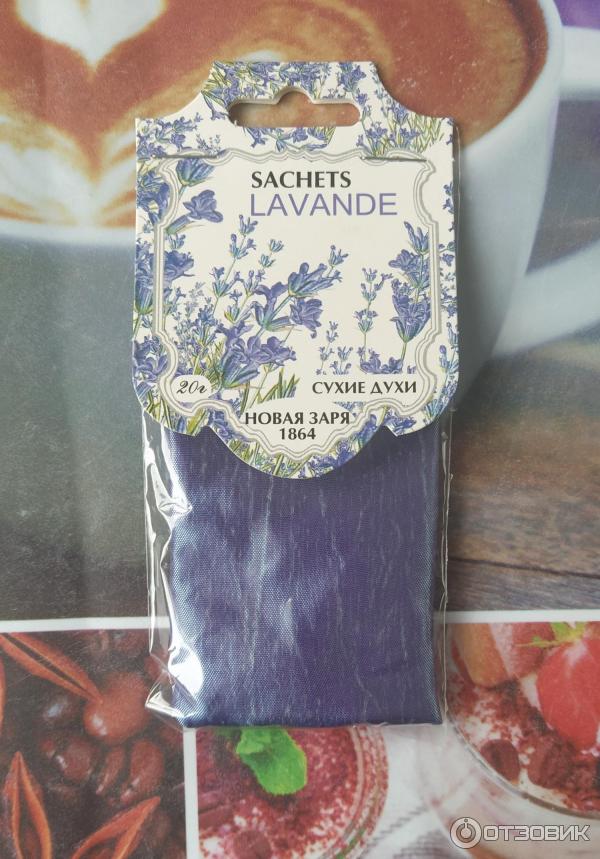 SACHETS
LAVANDE
20г
СУХИЕ ДУХИ
НОВАЯ ЗАРЯ
1864
ОТЗОВИК